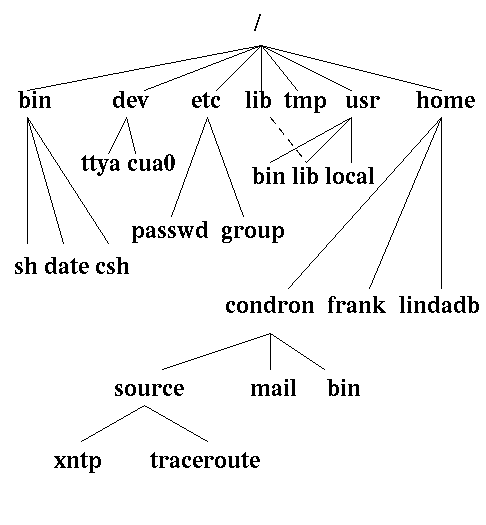 /
bin dev etc lib tmp usr home
ttya cua0 bin lib local
passwd group
sh date csh
condron frank lindadb
source mail bin
xntp traceroute